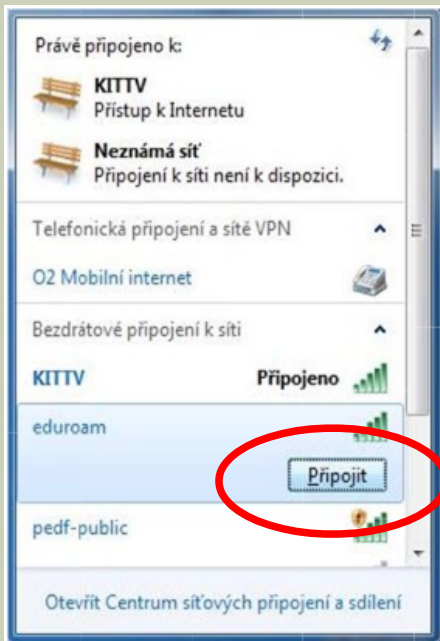 Právě připojeno k:
KITTV
Přístup k Internetu
Neznámá síť
Připojení k síti není k dispozici.
Telefonická připojení a sítě VPN
O2 Mobilní internet
Bezdrátové připojení k síti
KITTV Připojeno
eduroam
Připojit
pedf-public
Otevřít Centrum síťových připojení a sdílení